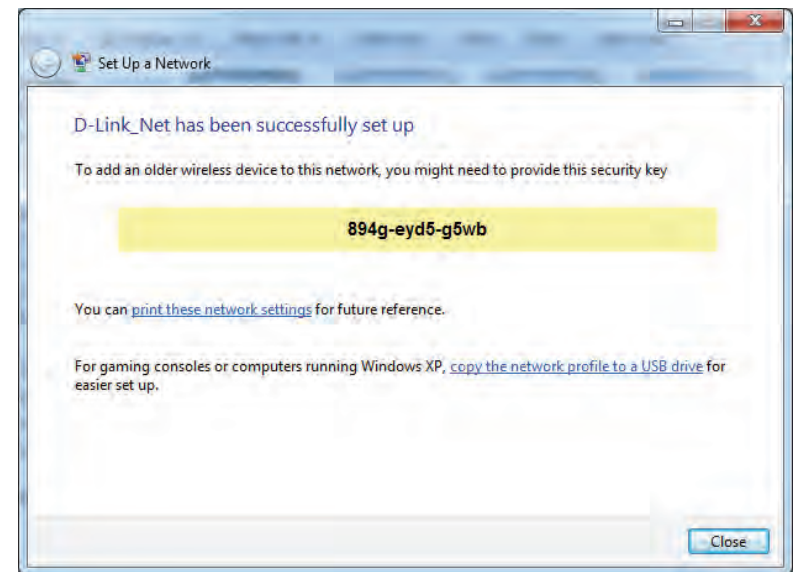 Set Up a Network
D-Link_Net has been successfully set up
To add an older wireless device to this network, you might need to provide this security key
894g-eyd5-g5wb
You can print these network settings for future reference.
For gaming consoles or computers running Windows XP, copy the network profile to a USB drive for
easier set up.
Close